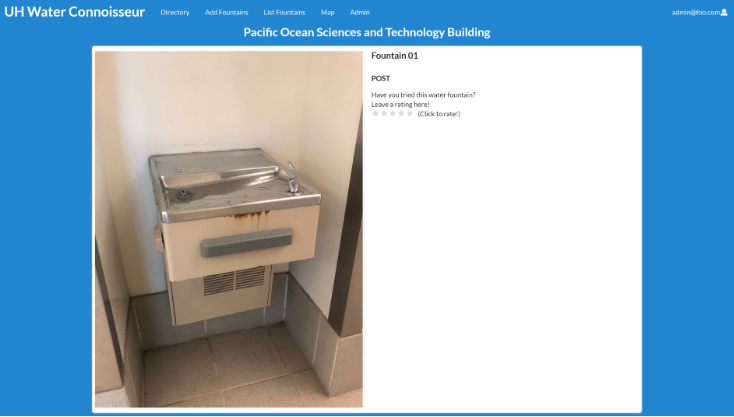 UH Water Connoisseur Directory Add Fountains List Fountains Map Admin admin@foo.com
Pacific Ocean Sciences and Technology Building
Fountain 01
POST
Have you tried this water fountain?
Leave a rating here!
(Click to rate!)